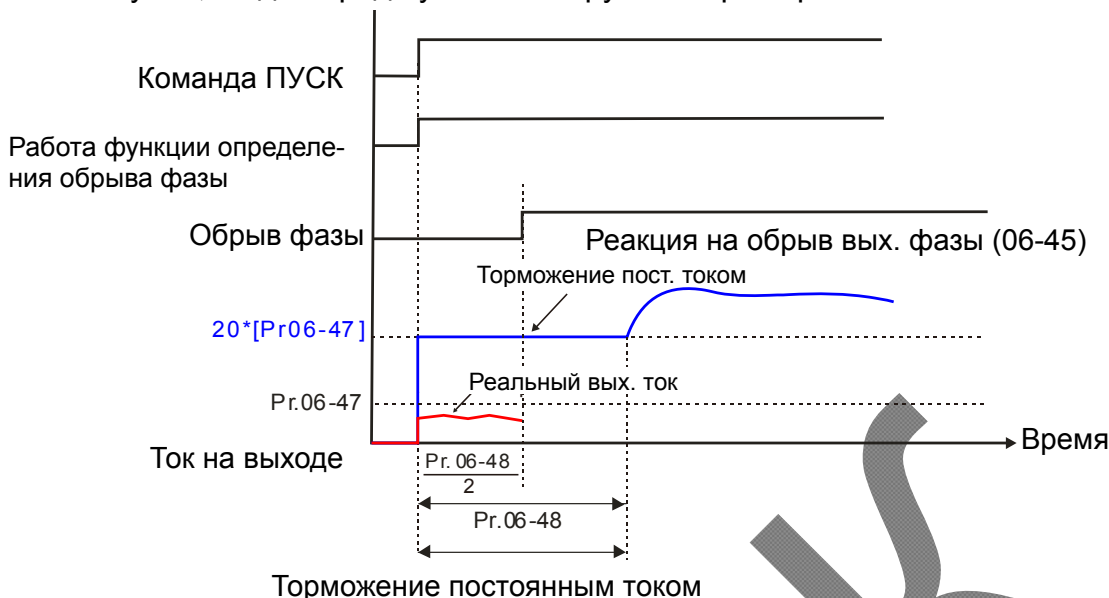 Команда ПУСК
Работа функции определе-
ния обрыва фазы
Обрыв фазы
Реакция на обрыв вых. фазы (06-45)
Торможение пост. током
20*[Pr06-47]
Реальный вых. ток
Pr.06-47
Время
Ток на выходе
Pr. 06-48
2
Pr.06-48
Торможение постоянным током